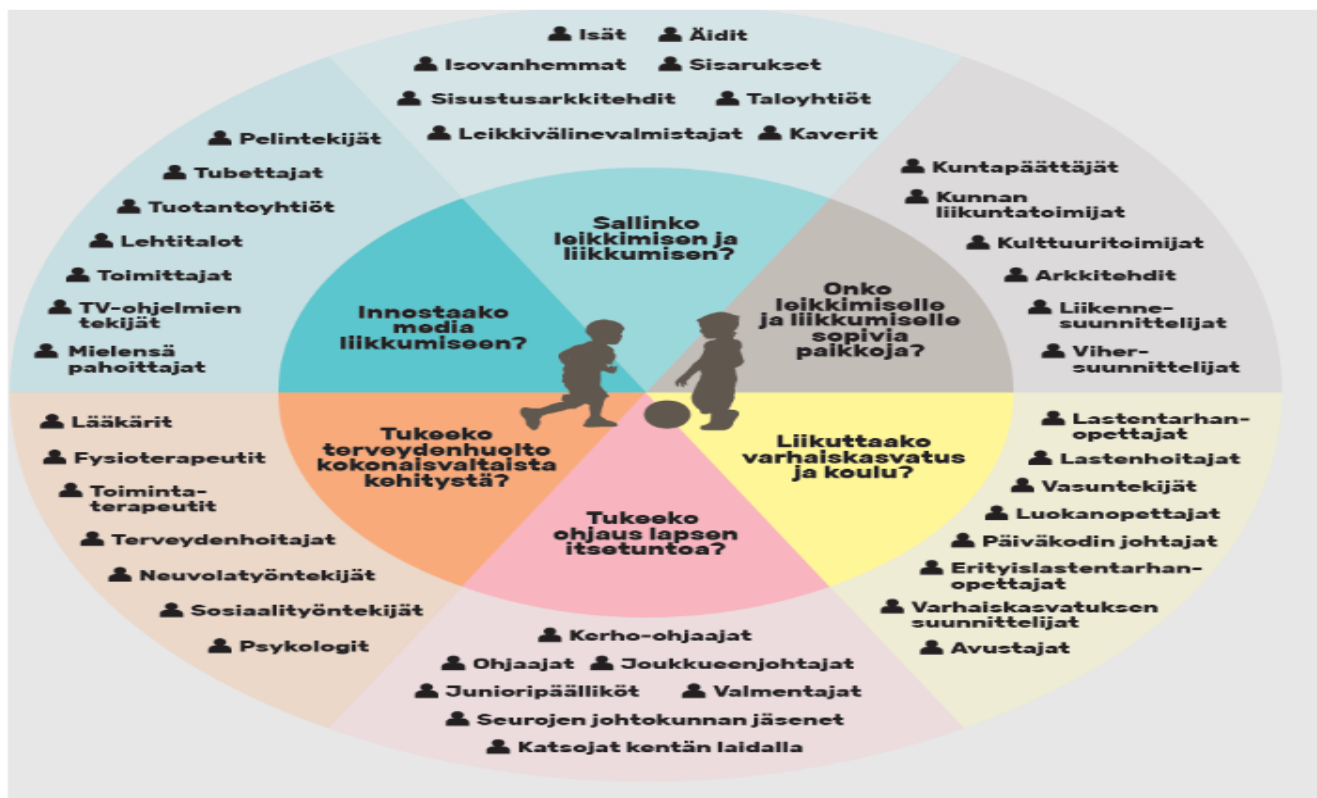 Isät
Äidit
Isovanhemmat
Sisarukset
Sisustusarkkitehdit
Taloyhtiöt
Leikkivälinevalmistajat
Kaverit
Sallinko
leikkimisen ja
liikkumisen?
Kuntapäättäjät
Kunnan
liikuntatoimijat
Kulttuuritoimijat
Arkkitehdit
Liikenne-
suunnittelijat
Viher-
suunnittelijat
Onko
leikkimiselle
ja liikkumiselle
sopivia
paikkoja?
Lastentarhan-
opettajat
Lastenhoitajat
Vasuntekijät
Luokanopettajat
Päiväkodin johtajat
Erityislastentarhan-
opettajat
Varhaiskasvatuksen
suunnittelijat
Avustajat
Liikuttaako
varhaiskasvatus
ja koulu?
Tukeeko
ohjaus lapsen
itsetuntoa?
Kerho-ohjaajat
Ohjaajat
Joukkueenjohtajat
Junioripäälliköt
Valmentajat
Seurojen johtokunnan jäsenet
Katsojat kentän laidalla
Tukeeko
terveydenhuolto
kokonaisvaltaista
kehitystä?
Lääkärit
Fysioterapeutit
Toiminta-
terapeutit
Terveydenhoitajat
Neuvolatyöntekijät
Sosiaalityöntekijät
Psykologit
Innostaako
media
liikkumiseen?
Pelintekijät
Tubettajat
Tuotantoyhtiöt
Lehtitalot
Toimittajat
TV-ohjelmien
tekijät
Mielensä
pahoittajat